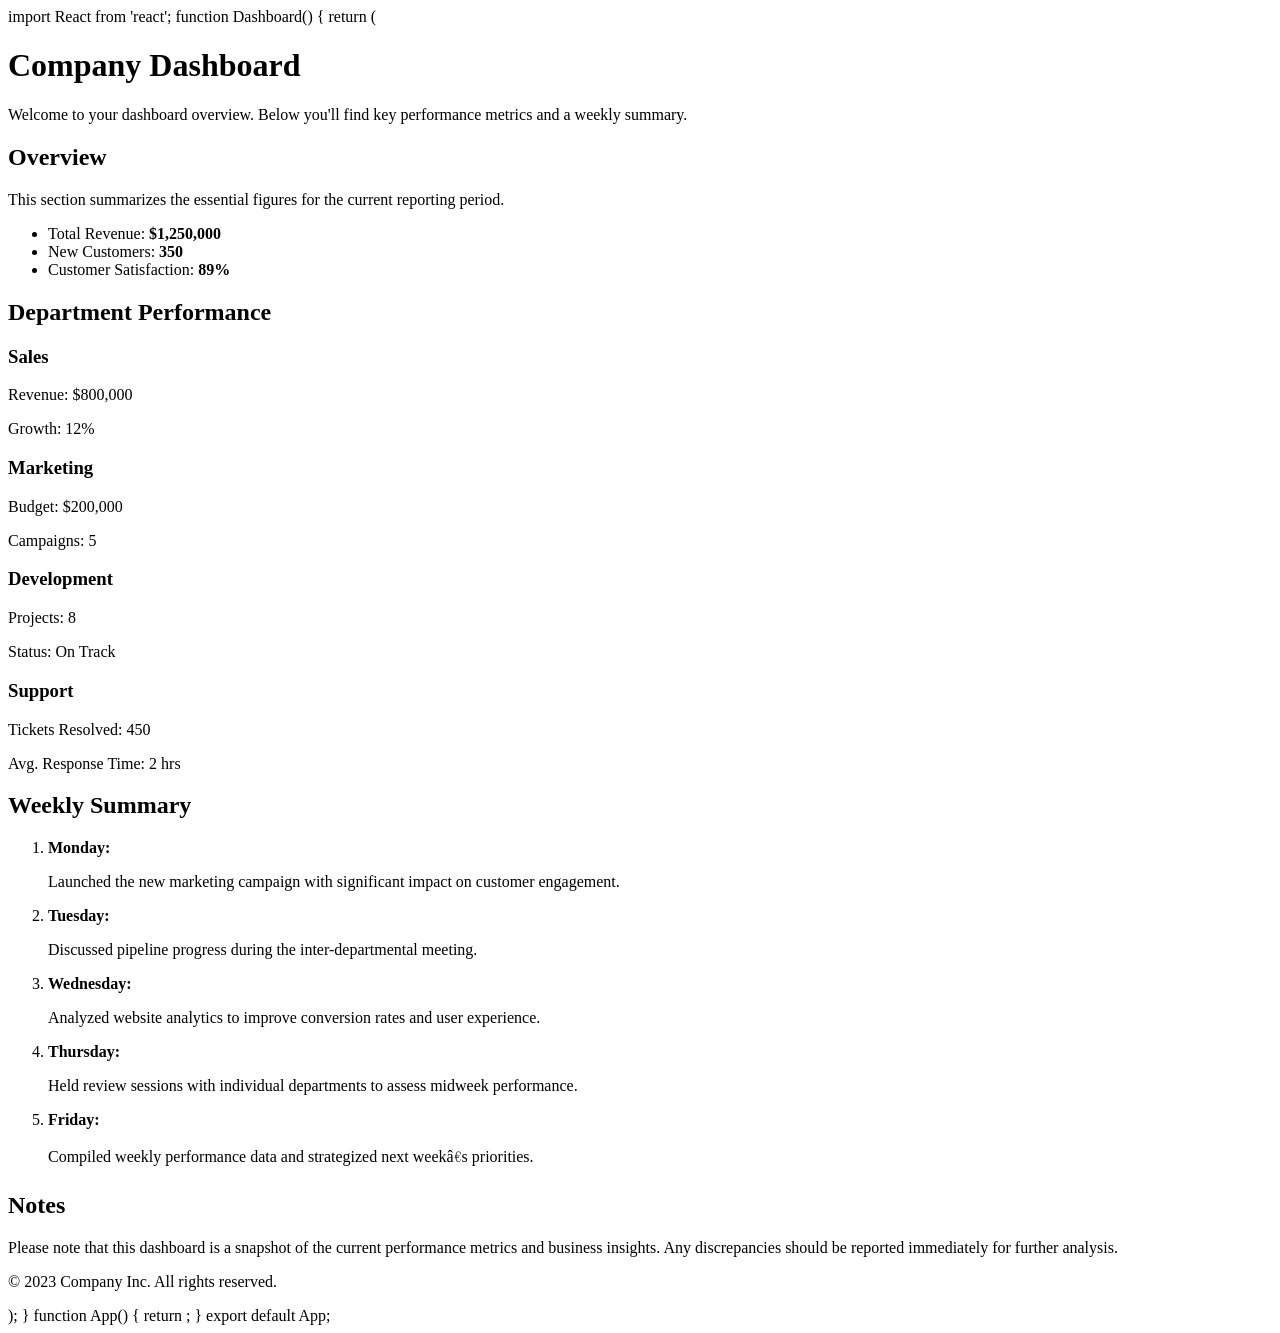 import React from 'react'; function Dashboard() { return (
Company Dashboard
Welcome to your dashboard overview. Below you'll find key performance metrics and a weekly summary.
Overview
This section summarizes the essential figures for the current reporting period.
• Total Revenue: $1,250,000
• New Customers: 350
• Customer Satisfaction: 89%
Department Performance
Sales
Revenue: $800,000
Growth: 12%
Marketing
Budget: $200,000
Campaigns: 5
Development
Projects: 8
Status: On Track
Support
Tickets Resolved: 450
Avg. Response Time: 2 hrs
Weekly Summary
1. Monday:
Launched the new marketing campaign with significant impact on customer engagement.
2. Tuesday:
Discussed pipeline progress during the inter-departmental meeting.
3. Wednesday:
Analyzed website analytics to improve conversion rates and user experience.
4. Thursday:
Held review sessions with individual departments to assess midweek performance.
5. Friday:
Compiled weekly performance data and strategized next weekâ€s priorities.
Notes
Please note that this dashboard is a snapshot of the current performance metrics and business insights. Any discrepancies should be reported immediately for further analysis.
© 2023 Company Inc. All rights reserved.
); } function App() { return ; } export default App;